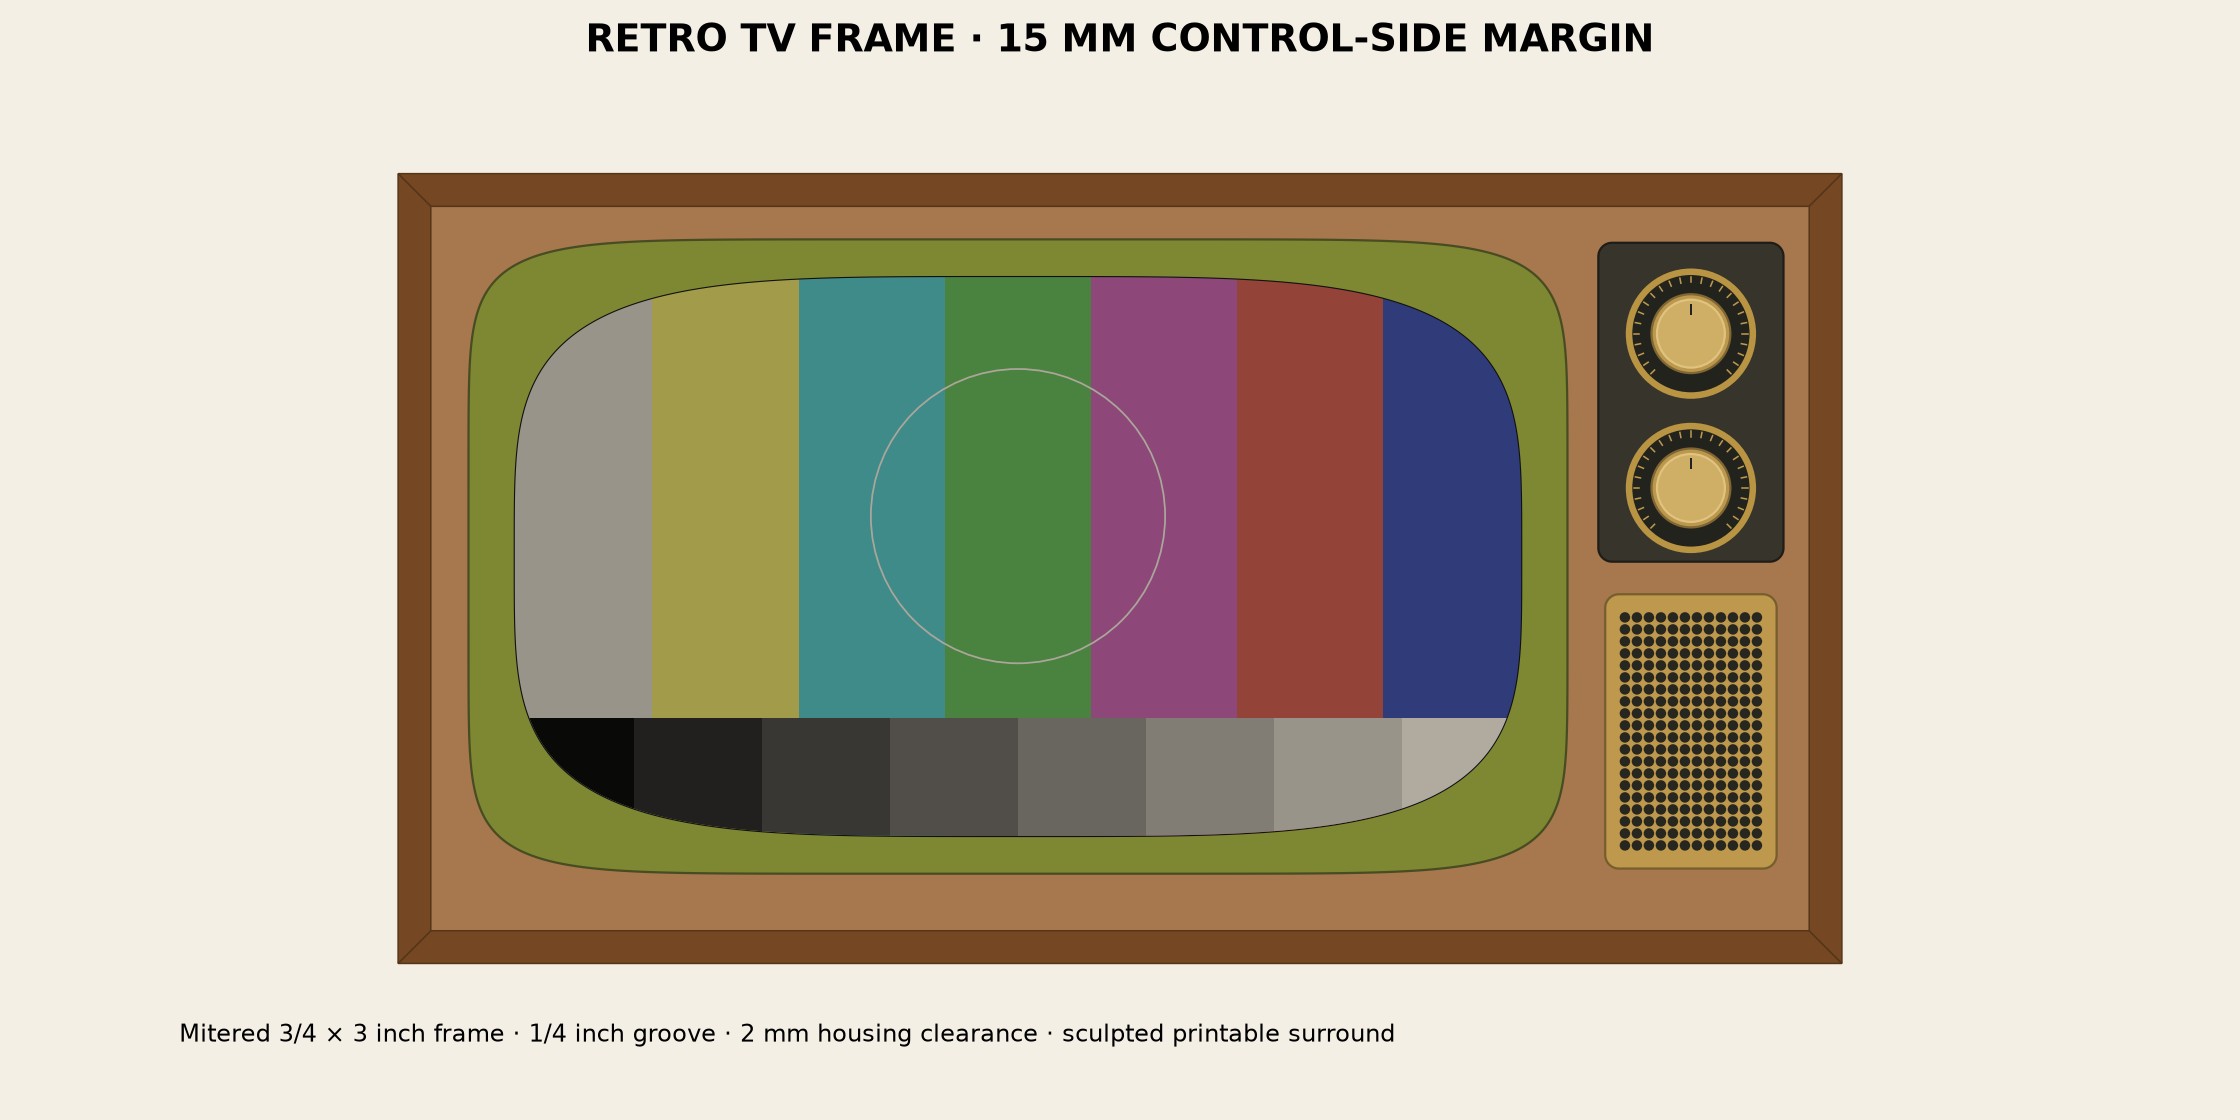 RETRO TV FRAME · 15 MM CONTROL-SIDE MARGIN
Mitered 3/4 × 3 inch frame · 1/4 inch groove · 2 mm housing clearance · sculpted printable surround